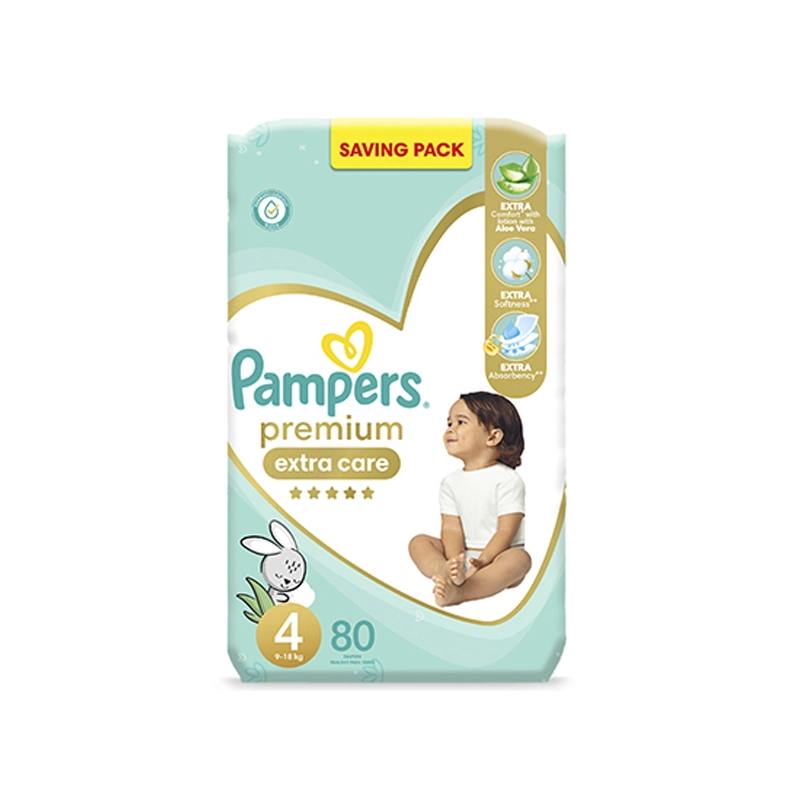 SAVING PACK
EXTRA
Comfort* with
lotion with
Aloe Vera
EXTRA
Softness**
EXTRA
Absorbency**
Pampers®
premium
extra care
4
9-18 kg
80